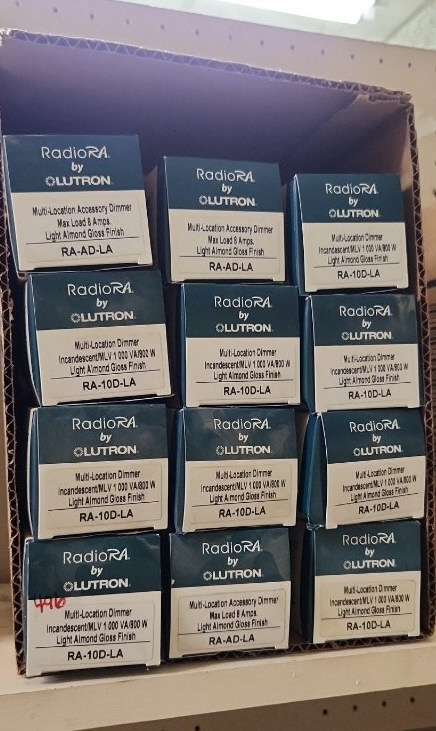 RadioRA
by
LUTRON
Multi-Location Accessory Dimmer
Max Load 8 Amps.
Light Almond Gloss Finish
RA-AD-LA
RadioRA
by
LUTRON
Multi-Location Accessory Dimmer
Max Load 8 Amps.
Light Almond Gloss Finish
RA-AD-LA
RadioRA
by
LUTRON
Multi-Location Dimmer
Incandescent/MLV 1 000 VA/800 W
Light Almond Gloss Finish
RA-10D-LA
RadioRA
by
LUTRON
Multi-Location Dimmer
Incandescent/MLV 1 000 VA/800 W
Light Almond Gloss Finish
RA-10D-LA
RadioRA
by
LUTRON
Multi-Location Dimmer
Incandescent/MLV 1 000 VA/800 W
Light Almond Gloss Finish
RA-10D-LA
RadioRA
by
LUTRON
Multi-Location Dimmer
Incandescent/MLV 1 000 VA/800 W
Light Almond Gloss Finish
RA-10D-LA
RadioRA
by
LUTRON
Multi-Location Dimmer
Incandescent/MLV 1 000 VA/800 W
Light Almond Gloss Finish
RA-10D-LA
RadioRA
by
LUTRON
Multi-Location Dimmer
Incandescent/MLV 1 000 VA/800 W
Light Almond Gloss Finish
RA-10D-LA
RadioRA
by
LUTRON
Multi-Location Dimmer
Incandescent/MLV 1 000 VA/800 W
Light Almond Gloss Finish
RA-10D-LA
RadioRA
by
LUTRON
Multi-Location Dimmer
Incandescent/MLV 1 000 VA/800 W
Light Almond Gloss Finish
RA-10D-LA
RadioRA
by
LUTRON
Multi-Location Accessory Dimmer
Max Load 8 Amps.
Light Almond Gloss Finish
RA-AD-LA
RadioRA
by
LUTRON
Multi-Location Dimmer
Incandescent/MLV 1 000 VA/800 W
Light Almond Gloss Finish
RA-10D-LA